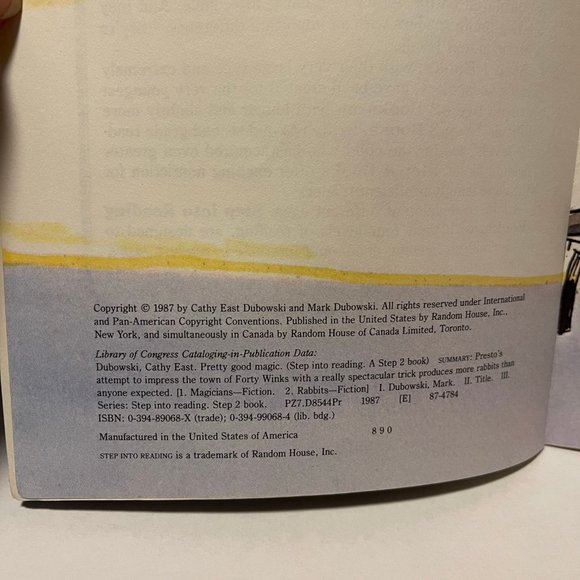 Copyright © 1987 by Cathy East Dubowski and Mark Dubowski. All rights reserved under International
and Pan-American Copyright Conventions. Published in the United States by Random House, Inc.,
New York, and simultaneously in Canada by Random House of Canada Limited, Toronto.
Library of Congress Cataloging-in-Publication Data:
Dubowski, Cathy East. Pretty good magic. (Step into reading. A Step 2 book) SUMMARY: Presto's
attempt to impress the town of Forty Winks with a really spectacular trick produces more rabbits than
anyone expected. [1. Magicians—Fiction. 2. Rabbits—Fiction] I. Dubowski, Mark. II. Title. III.
Series: Step into reading. Step 2 book. PZ7.D8544Pr 1987 [E] 87-4784
ISBN: 0-394-89068-X (trade); 0-394-99068-4 (lib. bdg.)
Manufactured in the United States of America 8 9 0
STEP INTO READING is a trademark of Random House, Inc.